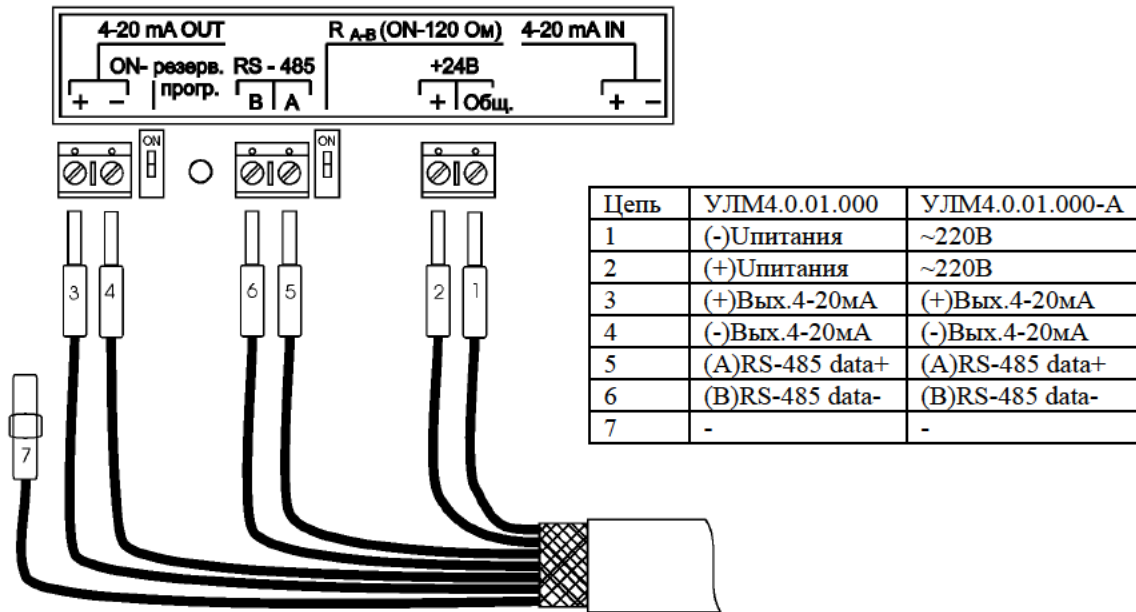 4-20 mA OUT R A-B (ON-120 Ом) 4-20 mA IN
ON- резерв. RS - 485 +24В
прогр.
+ - B A + Общ. + -
ON ON
Цепь УЛМ4.0.01.000 УЛМ4.0.01.000-А
1 (-)Uпитания ~220В
2 (+)Uпитания ~220В
3 (+)Вых.4-20мА (+)Вых.4-20мА
4 (-)Вых.4-20мА (-)Вых.4-20мА
5 (A)RS-485 data+ (A)RS-485 data+
6 (B)RS-485 data- (B)RS-485 data-
7 - -
3 4 6 5 2 1
7